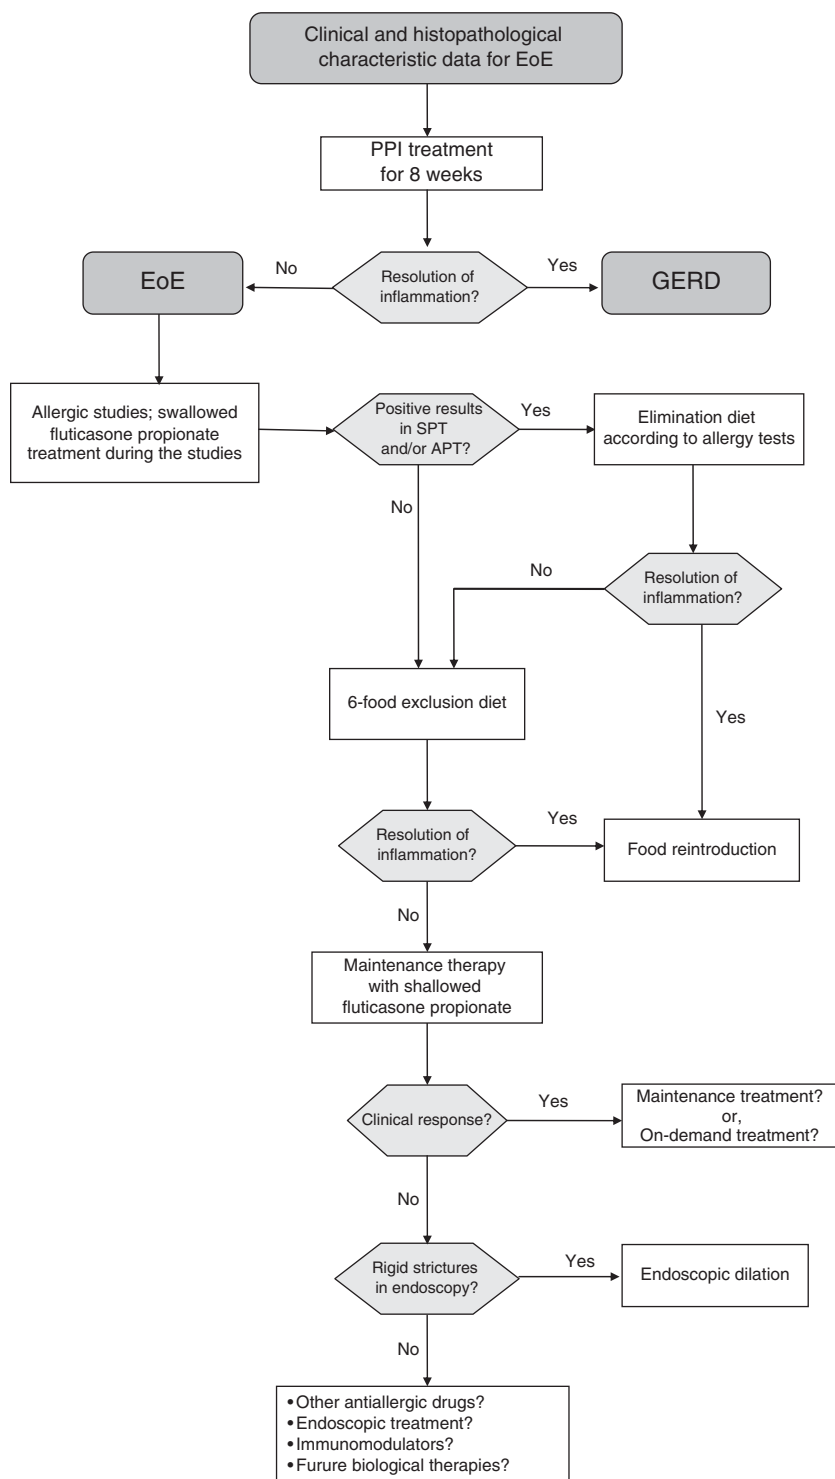 Clinical and histopathological
characteristic data for EoE
PPI treatment
for 8 weeks
No
Yes
EoE
Resolution of
inflammation?
GERD
Allergic studies; swallowed
fluticasone propionate
treatment during the studies
Positive results
in SPT
and/or APT?
Yes
Elimination diet
according to allergy tests
No
No
Resolution of
inflammation?
6-food exclusion diet
Yes
Resolution of
inflammation?
Yes
Food reintroduction
No
Maintenance therapy
with shallowed
fluticasone propionate
Clinical response?
Yes
Maintenance treatment?
or,
On-demand treatment?
No
Rigid strictures
in endoscopy?
Yes
Endoscopic dilation
No
•Other antiallergic drugs?
•Endoscopic treatment?
•Immunomodulators?
•Furure biological therapies?